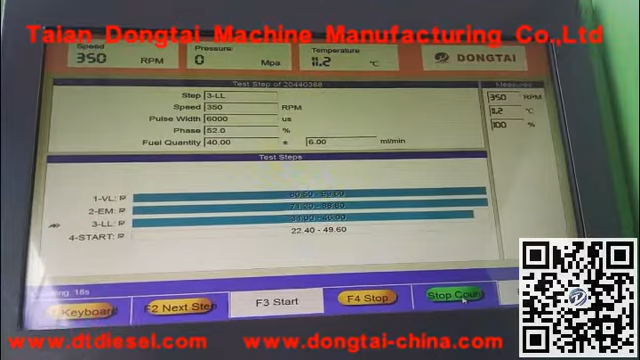 Taian Dongtai Machine Manufacturing Co.,Ltd
Speed
350 RPM
Pressure:
0 Mpa
Temperature
11.2 °C
DONGTAI
Test Step of 20440388
Measures
Step 3-LL
Speed 350 RPM
Pulse Width 6000 us
Phase 52.0 %
Fuel Quantity 40.00 ± 6.00 ml/min
350 RPM
11.2 °C
100 %
Test Steps
1-VL:
2-EM:
3-LL:
4-START: 22.40 - 49.60
18s
Keyboard
F2 Next Step
F3 Start
F4 Stop
Stop Count
www.dtdiesel.com
www.dongtai-china.com